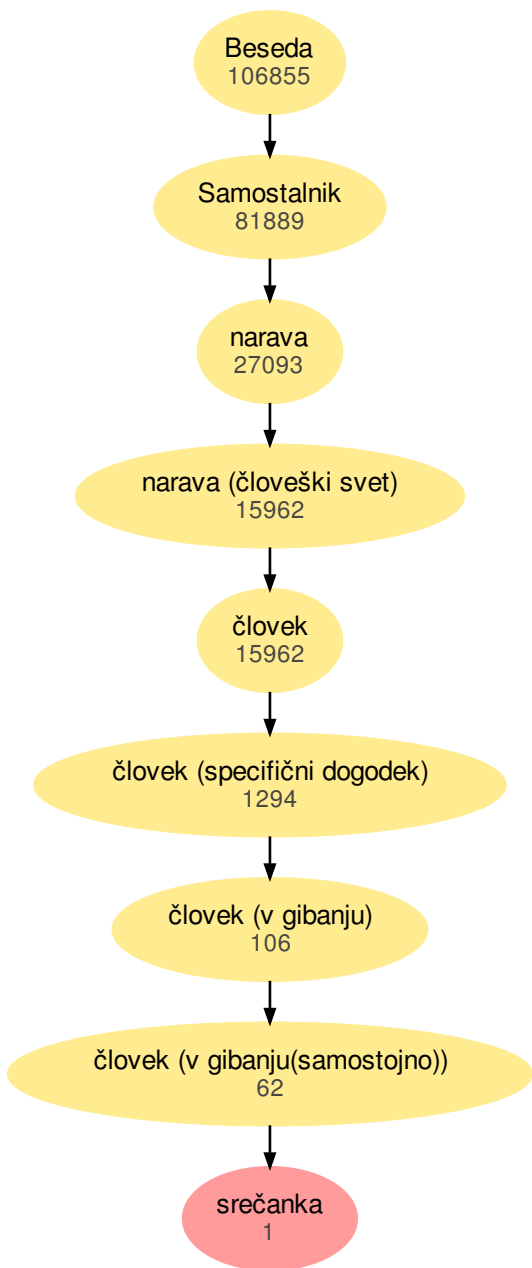 Beseda
106855
Samostalnik
81889
narava
27093
narava (človeški svet)
15962
človek
15962
človek (specifični dogodek)
1294
človek (v gibanju)
106
človek (v gibanju(samostojno))
62
srečanka
1